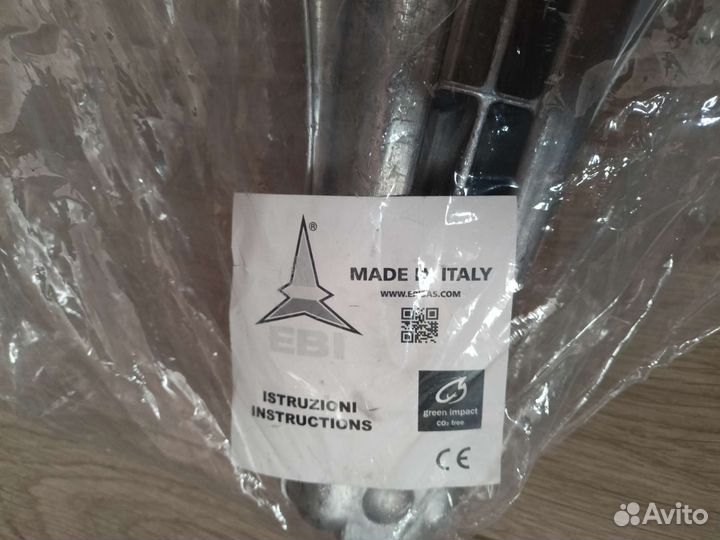 ®
EBI
MADE IN ITALY
ISTRUZIONI
INSTRUCTIONS
green impact
CO₂ free
CE
Avito